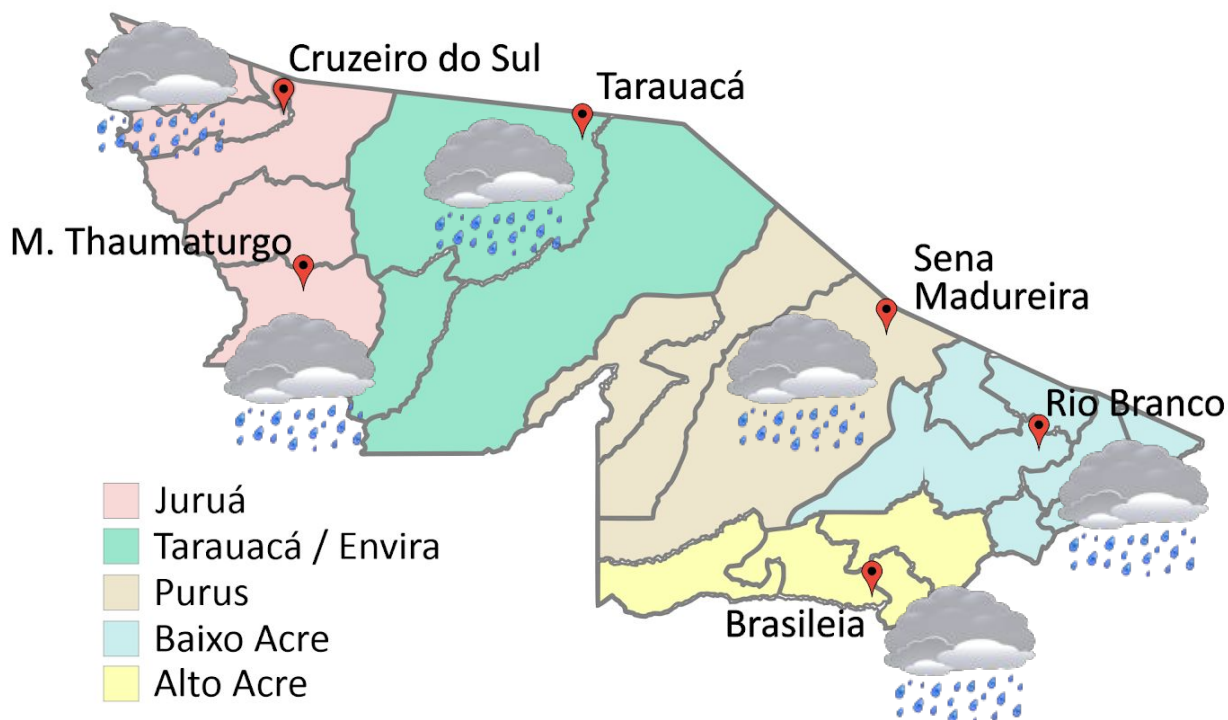 Cruzeiro do Sul
Tarauacá
M. Thaumaturgo
Sena
Madureira
Rio Branco
Brasileia
Juruá
Tarauacá / Envira
Purus
Baixo Acre
Alto Acre